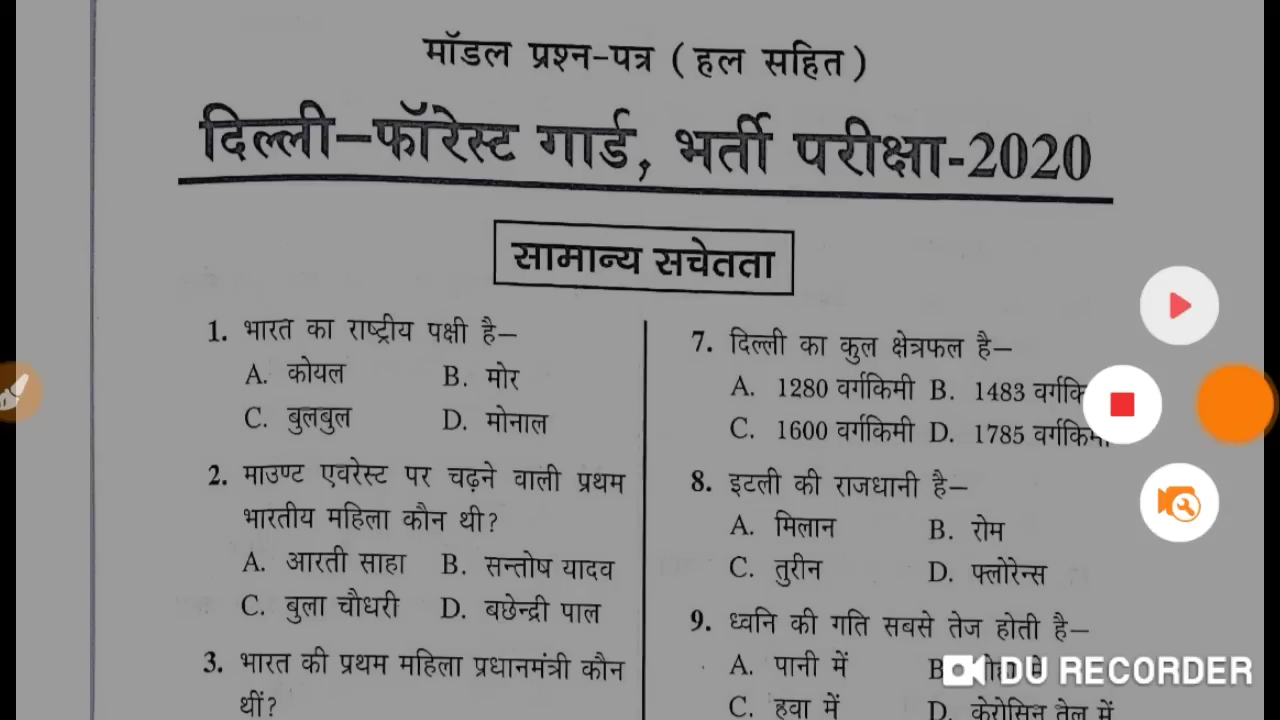 मॉडल प्रश्न-पत्र ( हल सहित )
दिल्ली–फॉरेस्ट गार्ड, भर्ती परीक्षा-2020
सामान्य सचेतता
1. भारत का राष्ट्रीय पक्षी है–
A. कोयल B. मोर
C. बुलबुल D. मोनाल
2. माउण्ट एवरेस्ट पर चढ़ने वाली प्रथम
भारतीय महिला कौन थी?
A. आरती साहा B. सन्तोष यादव
C. बुला चौधरी D. बछेन्द्री पाल
3. भारत की प्रथम महिला प्रधानमंत्री कौन
थीं?
7. दिल्ली का कुल क्षेत्रफल है–
A. 1280 वर्गकिमी B. 1483
C. 1600 वर्गकिमी D. 1785 वर्गकिमी
8. इटली की राजधानी है–
A. मिलान B. रोम
C. तुरीन D. फ्लोरेन्स
9. ध्वनि की गति सबसे तेज होती है–
A. पानी में B.
C. हवा में D. केरोसिन तेल में
DU RECORDER